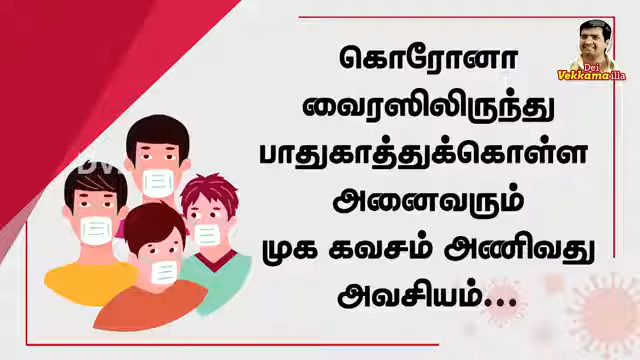 கொரோனா
வைரஸிலிருந்து
பாதுகாத்துக்கொள்ள
அனைவரும்
முக கவசம் அணிவது
அவசியம்...
Dei
Vekkamailla